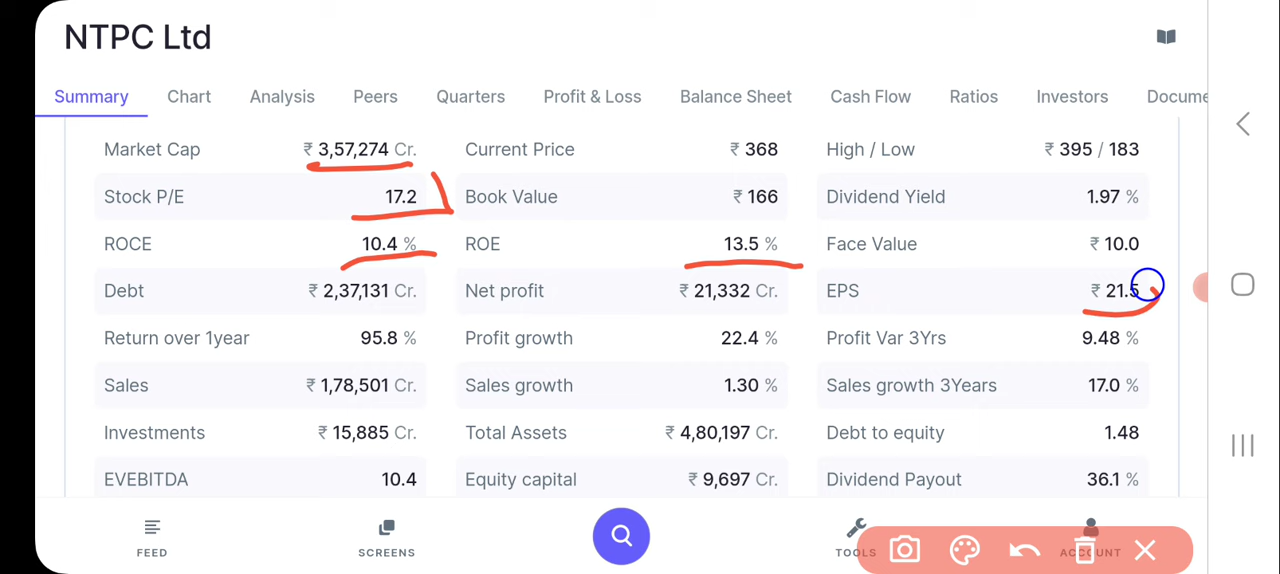 NTPC Ltd
Summary Chart Analysis Peers Quarters Profit & Loss Balance Sheet Cash Flow Ratios Investors Docume
Market Cap ₹ 3,57,274 Cr. Current Price ₹ 368 High / Low ₹ 395 / 183
Stock P/E 17.2 Book Value ₹ 166 Dividend Yield 1.97 %
ROCE 10.4 % ROE 13.5 % Face Value ₹ 10.0
Debt ₹ 2,37,131 Cr. Net profit ₹ 21,332 Cr. EPS ₹ 21.5
Return over 1year 95.8 % Profit growth 22.4 % Profit Var 3Yrs 9.48 %
Sales ₹ 1,78,501 Cr. Sales growth 1.30 % Sales growth 3Years 17.0 %
Investments ₹ 15,885 Cr. Total Assets ₹ 4,80,197 Cr. Debt to equity 1.48
EVEBITDA 10.4 Equity capital ₹ 9,697 Cr. Dividend Payout 36.1 %
FEED SCREENS TOOLS ACCOUNT